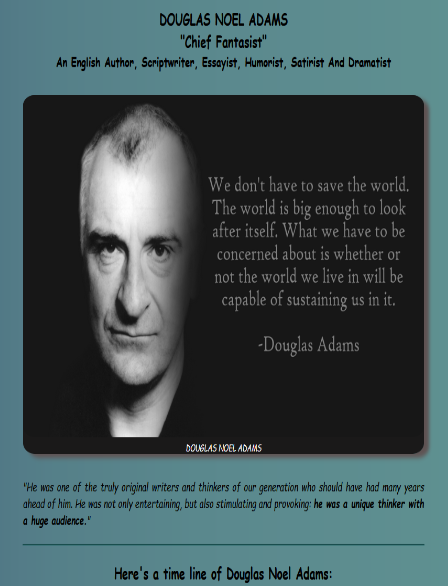 DOUGLAS NOEL ADAMS
"Chief Fantasist"
An English Author, Scriptwriter, Essayist, Humorist, Satirist And Dramatist
We don't have to save the world.
The world is big enough to look
after itself. What we have to be
concerned about is whether or
not the world we live in will be
capable of sustaining us in it.
-Douglas Adams
DOUGLAS NOEL ADAMS
"He was one of the truly original writers and thinkers of our generation who should have had many years
ahead of him. He was not only entertaining, but also stimulating and provoking: he was a unique thinker with
a huge audience."
Here's a time line of Douglas Noel Adams: